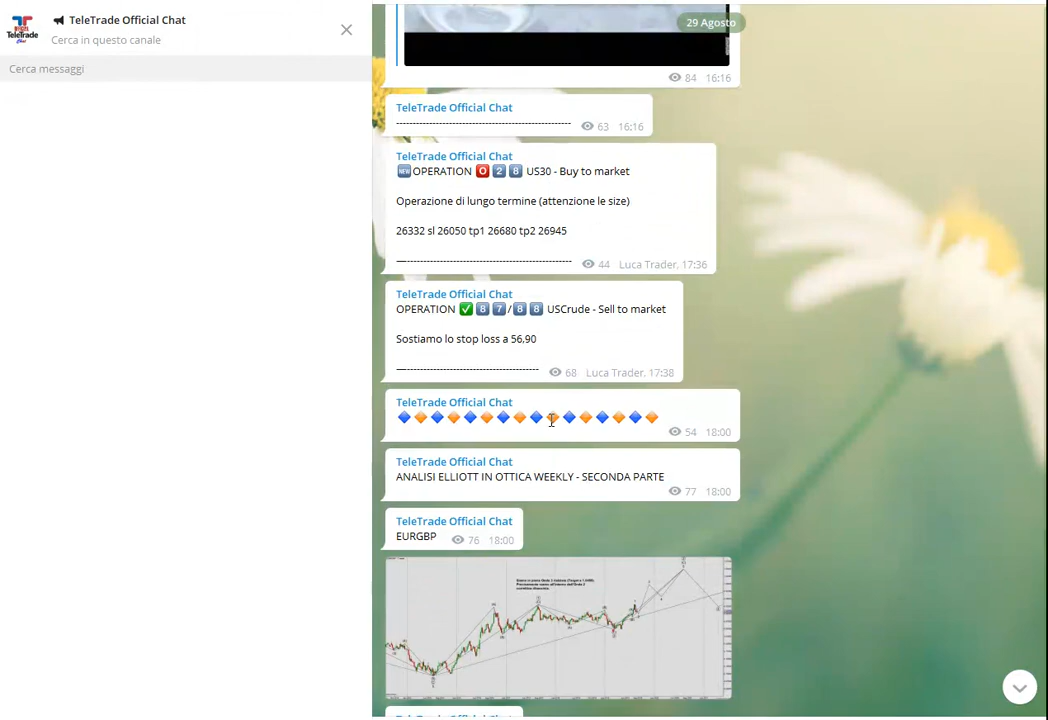 TeleTrade Official Chat
Cerca in questo canale
Cerca messaggi
TeleTrade
29 Agosto
84 16:16
TeleTrade Official Chat
-----------------------------------------------------
63 16:16
TeleTrade Official Chat
🆕OPERATION 🅾2️⃣8️⃣ US30 - Buy to market
Operazione di lungo termine (attenzione le size)
26332 sl 26050 tp1 26680 tp2 26945
—--------------------------------------------------
44 Luca Trader, 17:36
TeleTrade Official Chat
OPERATION ✅8️⃣7️⃣/8️⃣8️⃣ USCrude - Sell to market
Sostiamo lo stop loss a 56,90
—----------------------------------------
68 Luca Trader, 17:38
TeleTrade Official Chat
🔷🔶🔷🔶🔷🔶🔷🔶🔷🔶🔷🔶🔷🔶🔷🔶
54 18:00
TeleTrade Official Chat
ANALISI ELLIOTT IN OTTICA WEEKLY - SECONDA PARTE
77 18:00
TeleTrade Official Chat
EURGBP
76 18:00